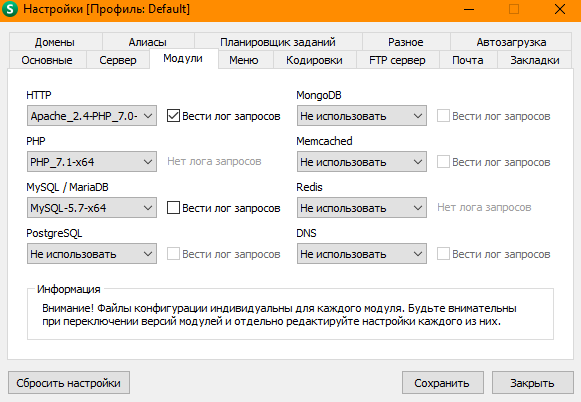 Настройки [Профиль: Default]
Домены Алиасы Планировщик заданий Разное Автозагрузка
Основные Сервер Модули Меню Кодировки FTP сервер Почта Закладки
HTTP MongoDB
Apache_2.4-PHP_7.0- Вести лог запросов Не использовать Вести лог запросов
PHP Memcached
PHP_7.1-x64 Нет лога запросов Не использовать Вести лог запросов
MySQL / MariaDB Redis
MySQL-5.7-x64 Вести лог запросов Не использовать Нет лога запросов
PostgreSQL DNS
Не использовать Вести лог запросов Не использовать Вести лог запросов
Информация
Внимание! Файлы конфигурации индивидуальны для каждого модуля. Будьте внимательны
при переключении версий модулей и отдельно редактируйте настройки каждого из них.
Сбросить настройки Сохранить Закрыть